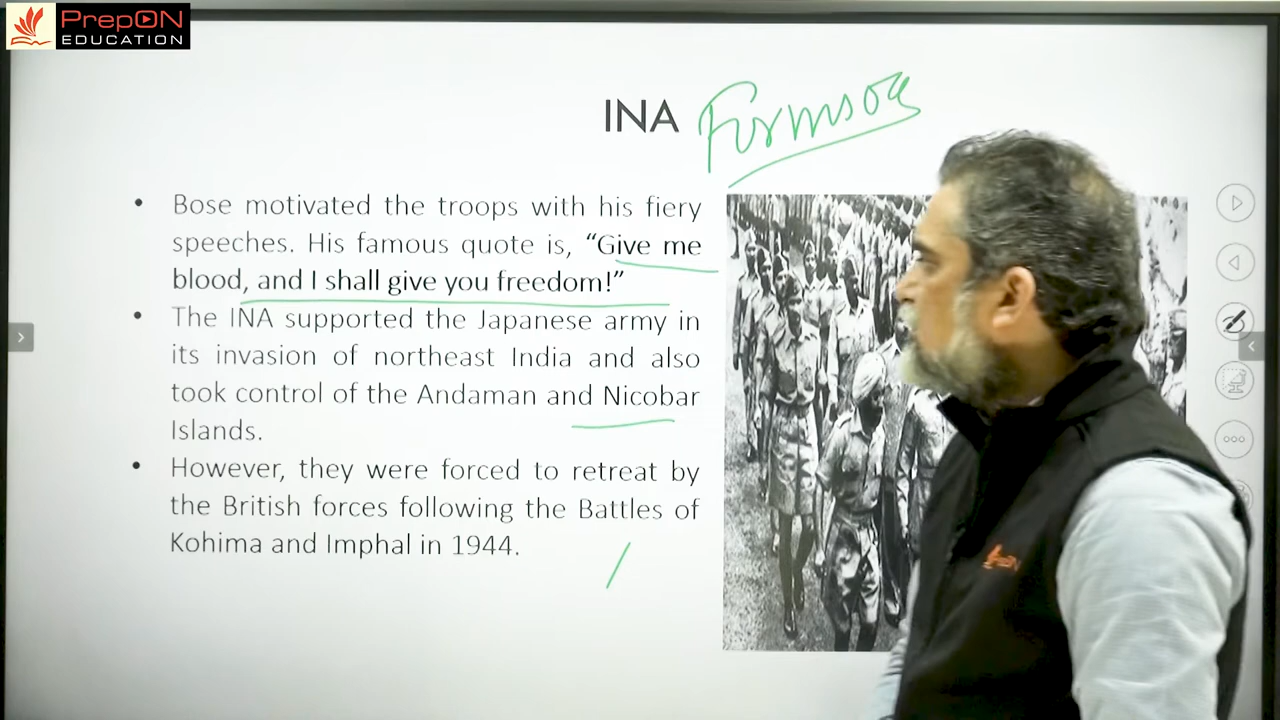 PrepON
EDUCATION
INA Formosa
• Bose motivated the troops with his fiery
speeches. His famous quote is, “Give me
blood, and I shall give you freedom!”
• The INA supported the Japanese army in
its invasion of northeast India and also
took control of the Andaman and Nicobar
Islands.
• However, they were forced to retreat by
the British forces following the Battles of
Kohima and Imphal in 1944.